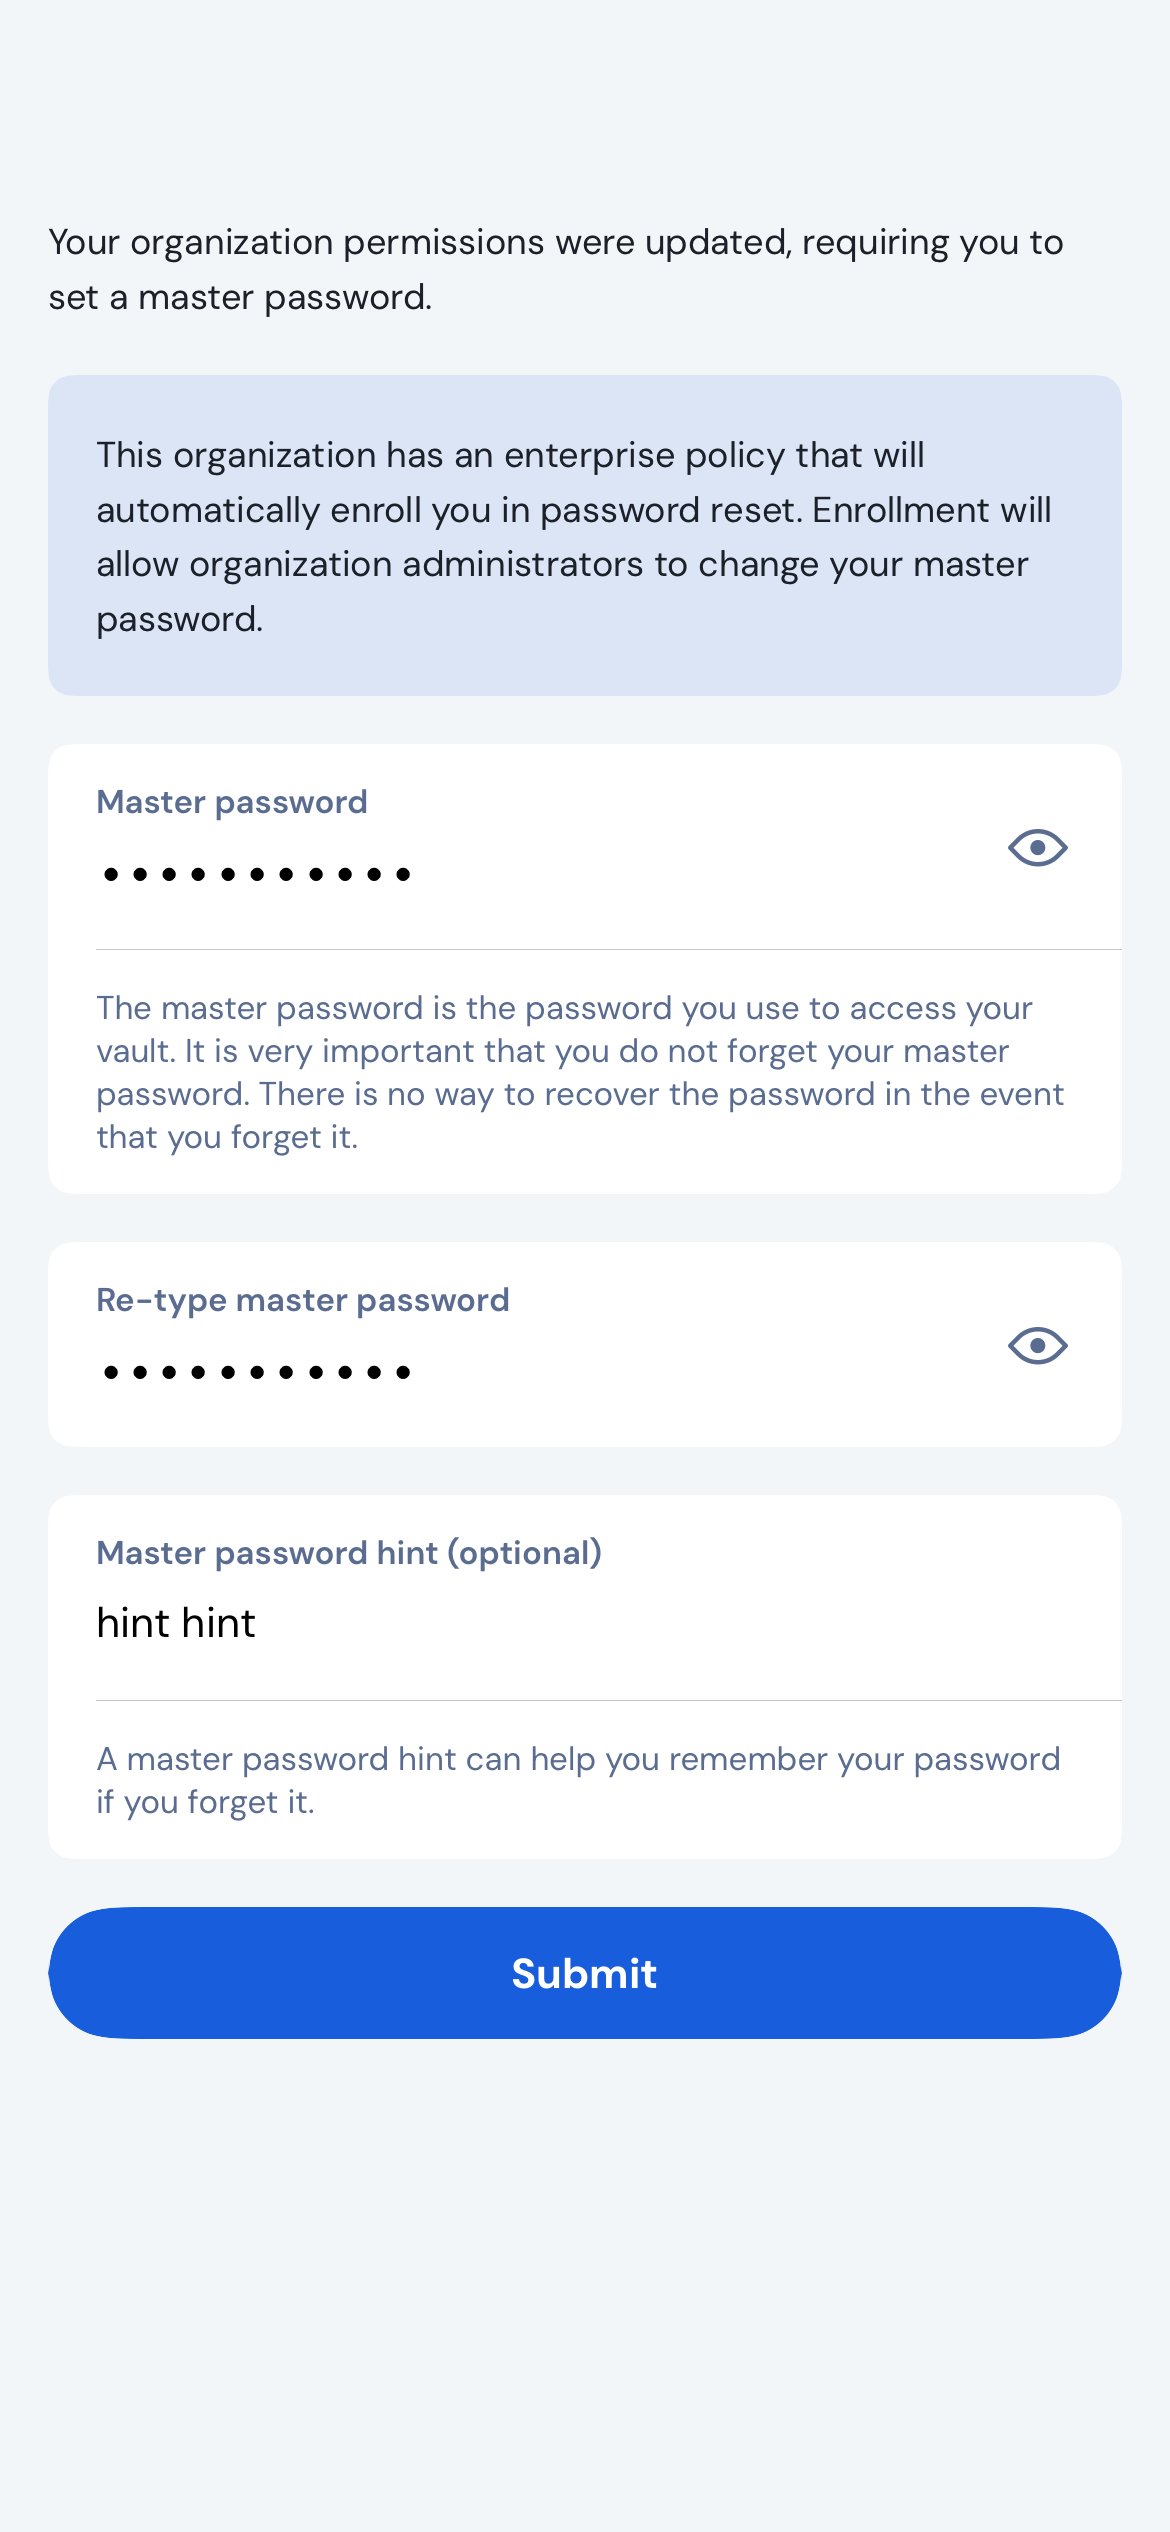 Your organization permissions were updated, requiring you to
set a master password.
This organization has an enterprise policy that will
automatically enroll you in password reset. Enrollment will
allow organization administrators to change your master
password.
Master password
•••••••••••
The master password is the password you use to access your
vault. It is very important that you do not forget your master
password. There is no way to recover the password in the event
that you forget it.
Re-type master password
•••••••••••
Master password hint (optional)
hint hint
A master password hint can help you remember your password
if you forget it.
Submit